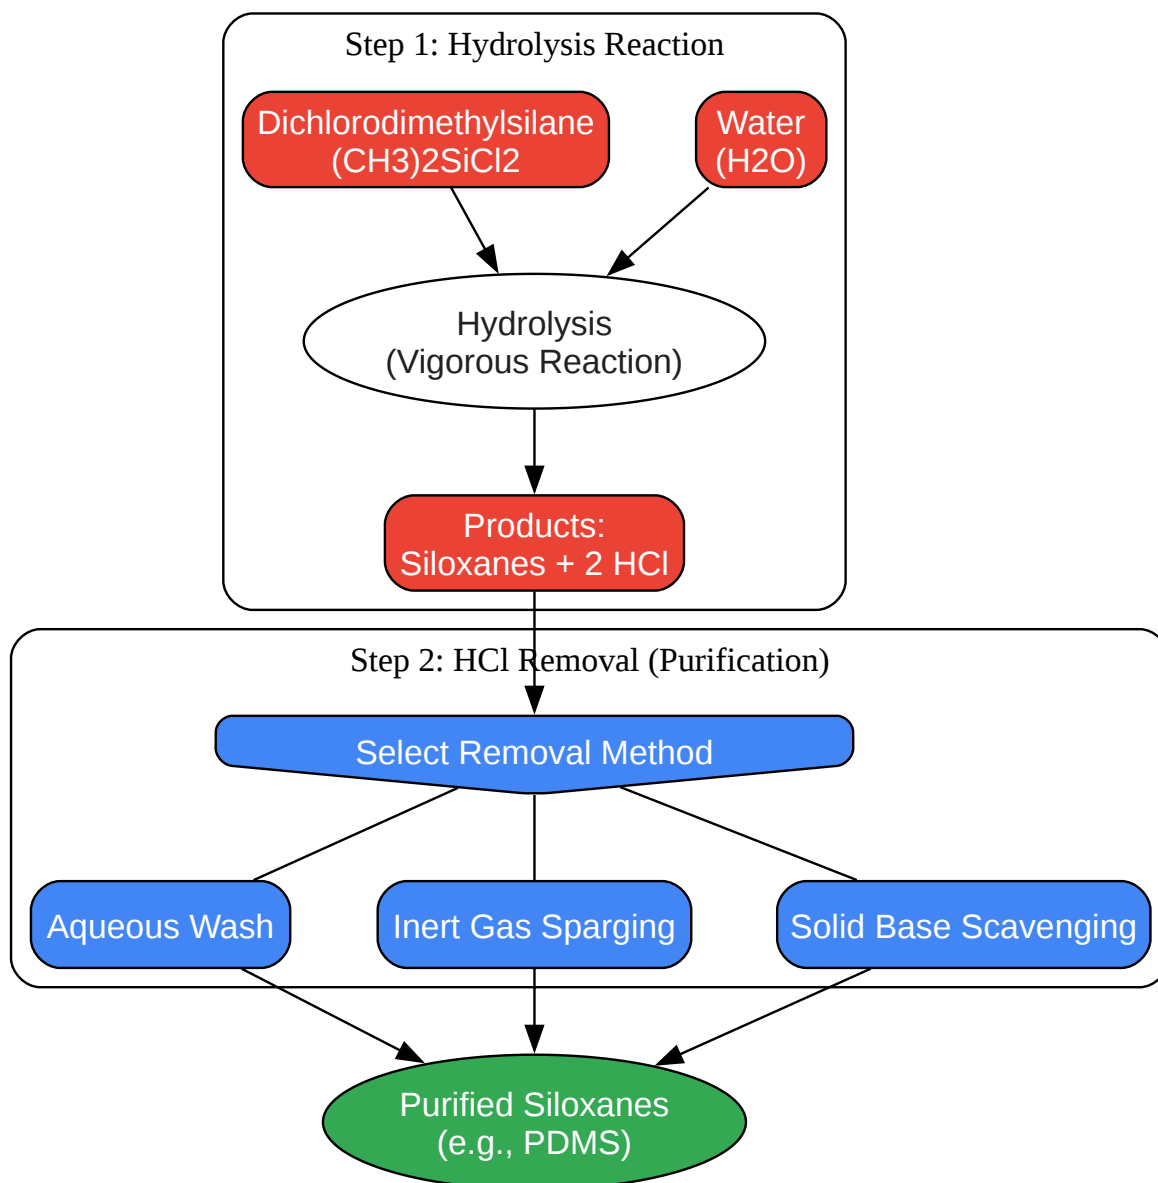 Step 1: Hydrolysis Reaction
Dichlorodimethylsilane
(CH3)2SiCl2
Water
(H2O)
Hydrolysis
(Vigorous Reaction)
Products:
Siloxanes + 2 HCl
Step 2: HCl Removal (Purification)
Select Removal Method
Aqueous Wash
Inert Gas Sparging
Solid Base Scavenging
Purified Siloxanes
(e.g., PDMS)